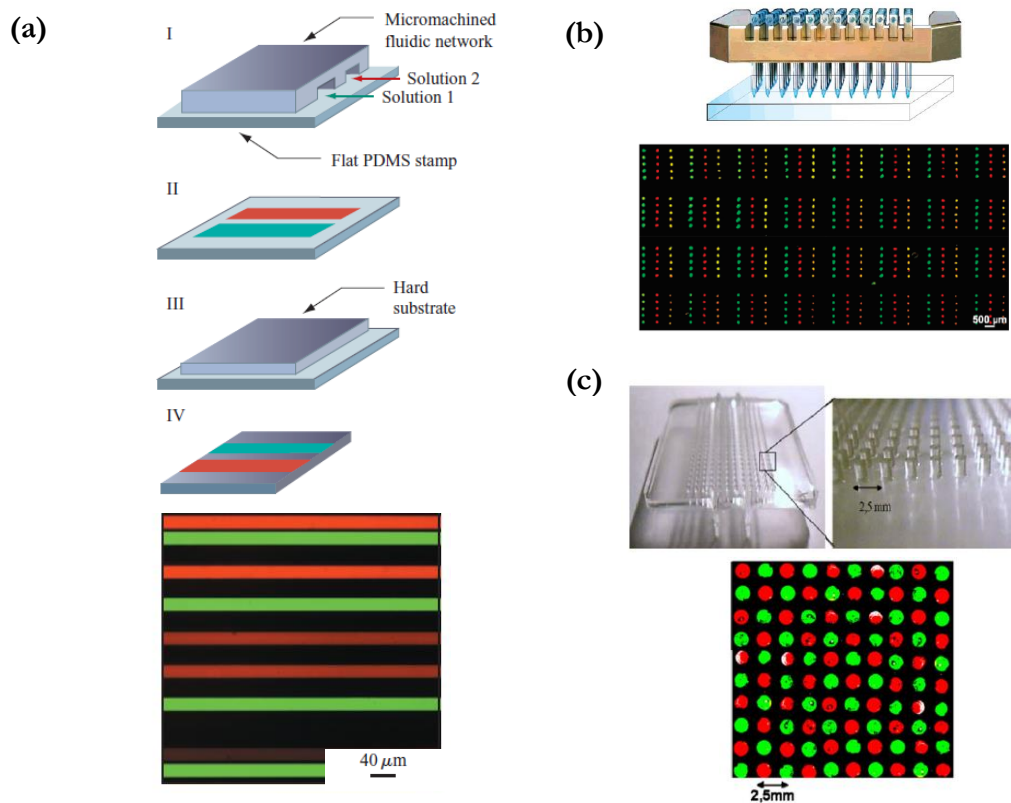 (a)
I
Micromachined
fluidic network
Solution 2
Solution 1
Flat PDMS stamp
II
III
Hard
substrate
IV
40 μm
(b)
500 μm
(c)
2,5 mm
2,5mm